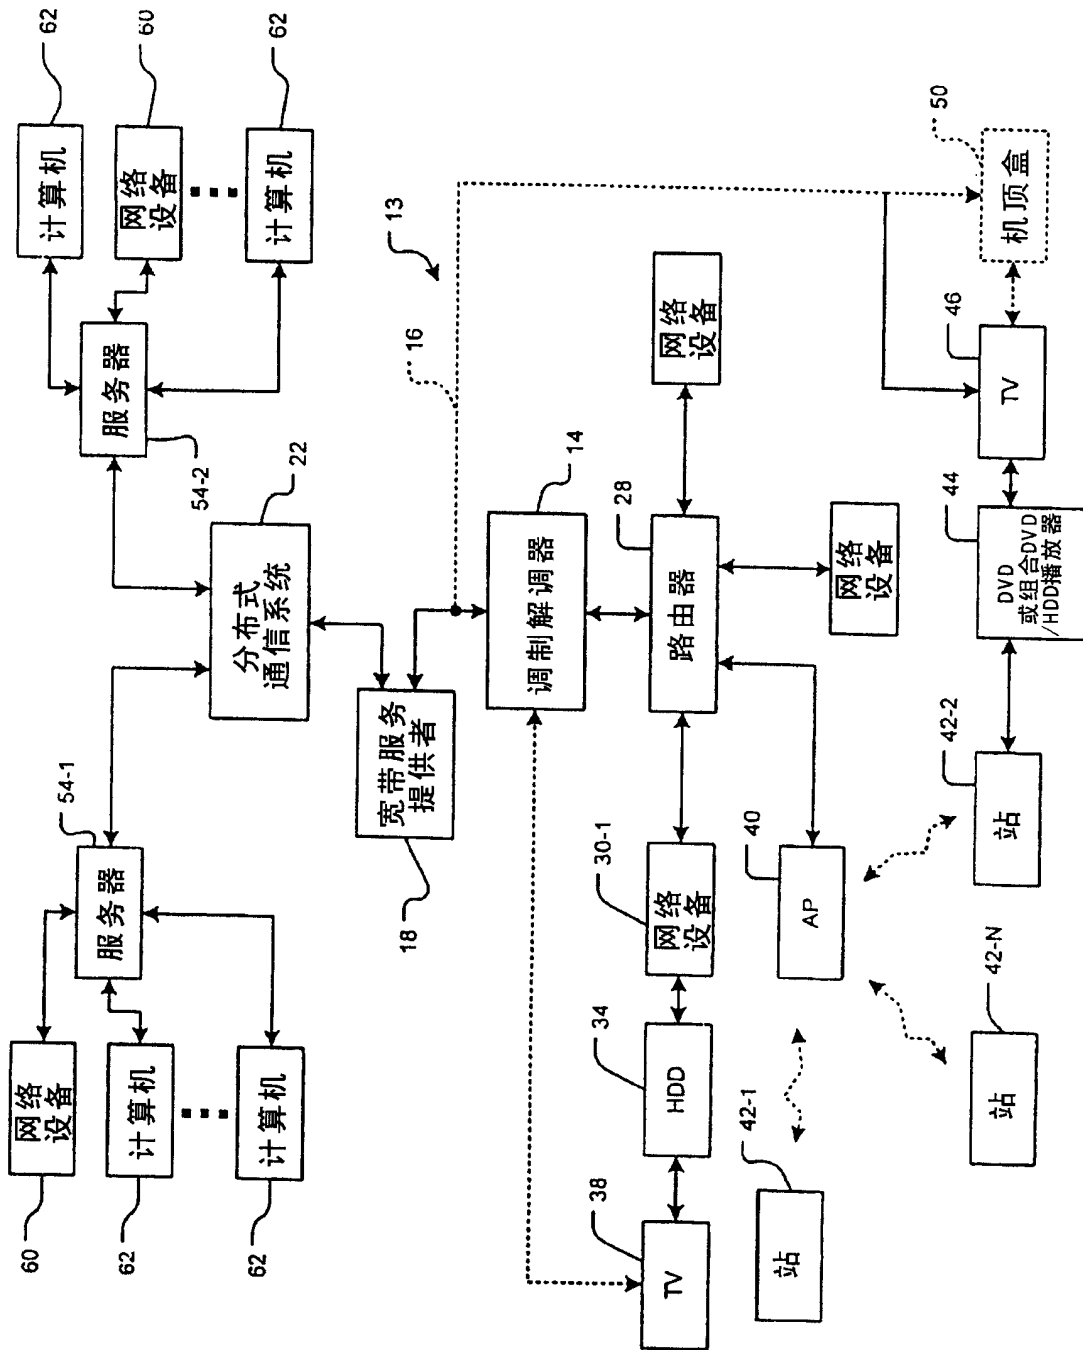 60
网络
设备
计算机
62
62
计算机
网络
设备
60
服务器
54-1
服务器
54-2
62
计算机
计算机
62
分布式
通信系统
22
宽带服务
提供者
18
16
13
调制解调器
14
38
TV
34
HDD
30-1
网络
设备
路由器
28
网络
设备
42-1
站
40
AP
网络
设备
42-N
站
42-2
站
44
DVD
或组合DVD
/HDD播放器
46
TV
50
机顶盒